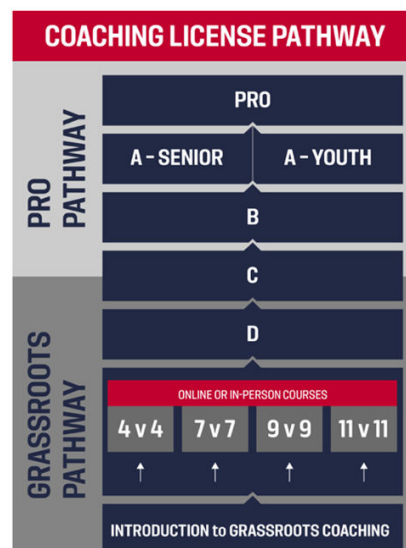 COACHING LICENSE PATHWAY
PRO PATHWAY
PRO
A – SENIOR
A – YOUTH
B
C
GRASSROOTS PATHWAY
D
ONLINE OR IN-PERSON COURSES
4 v 4
7 v 7
9 v 9
11 v 11
INTRODUCTION to GRASSROOTS COACHING